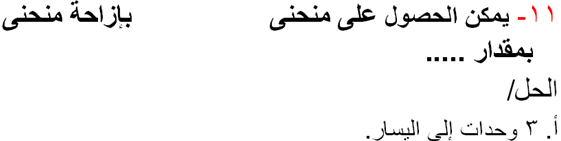 ١١- يمكن الحصول على منحنى بإزاحة منحنى
بمقدار .....
الحل/
أ. ٣ وحدات إلى اليسار.